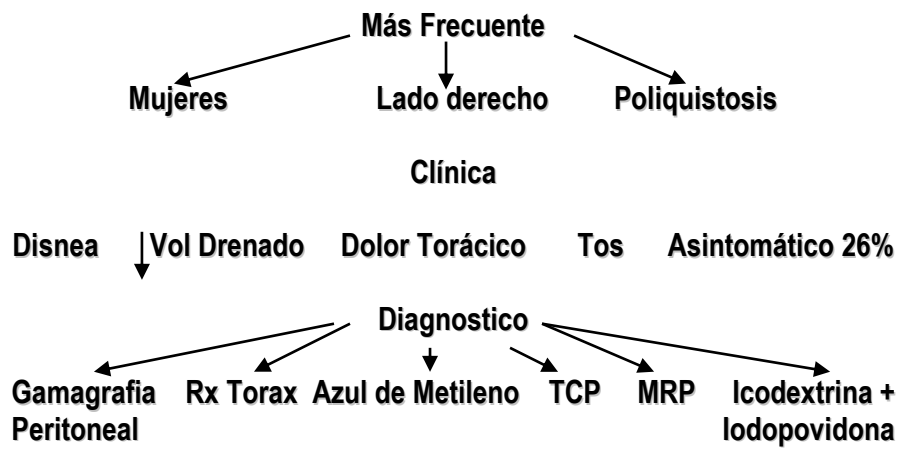 Más Frecuente
Mujeres Lado derecho Poliquistosis
Clínica
Disnea Vol Drenado Dolor Torácico Tos Asintomático 26%
Diagnostico
Gamagrafia Rx Torax Azul de Metileno TCP MRP Icodextrina +
Peritoneal Iodopovidona